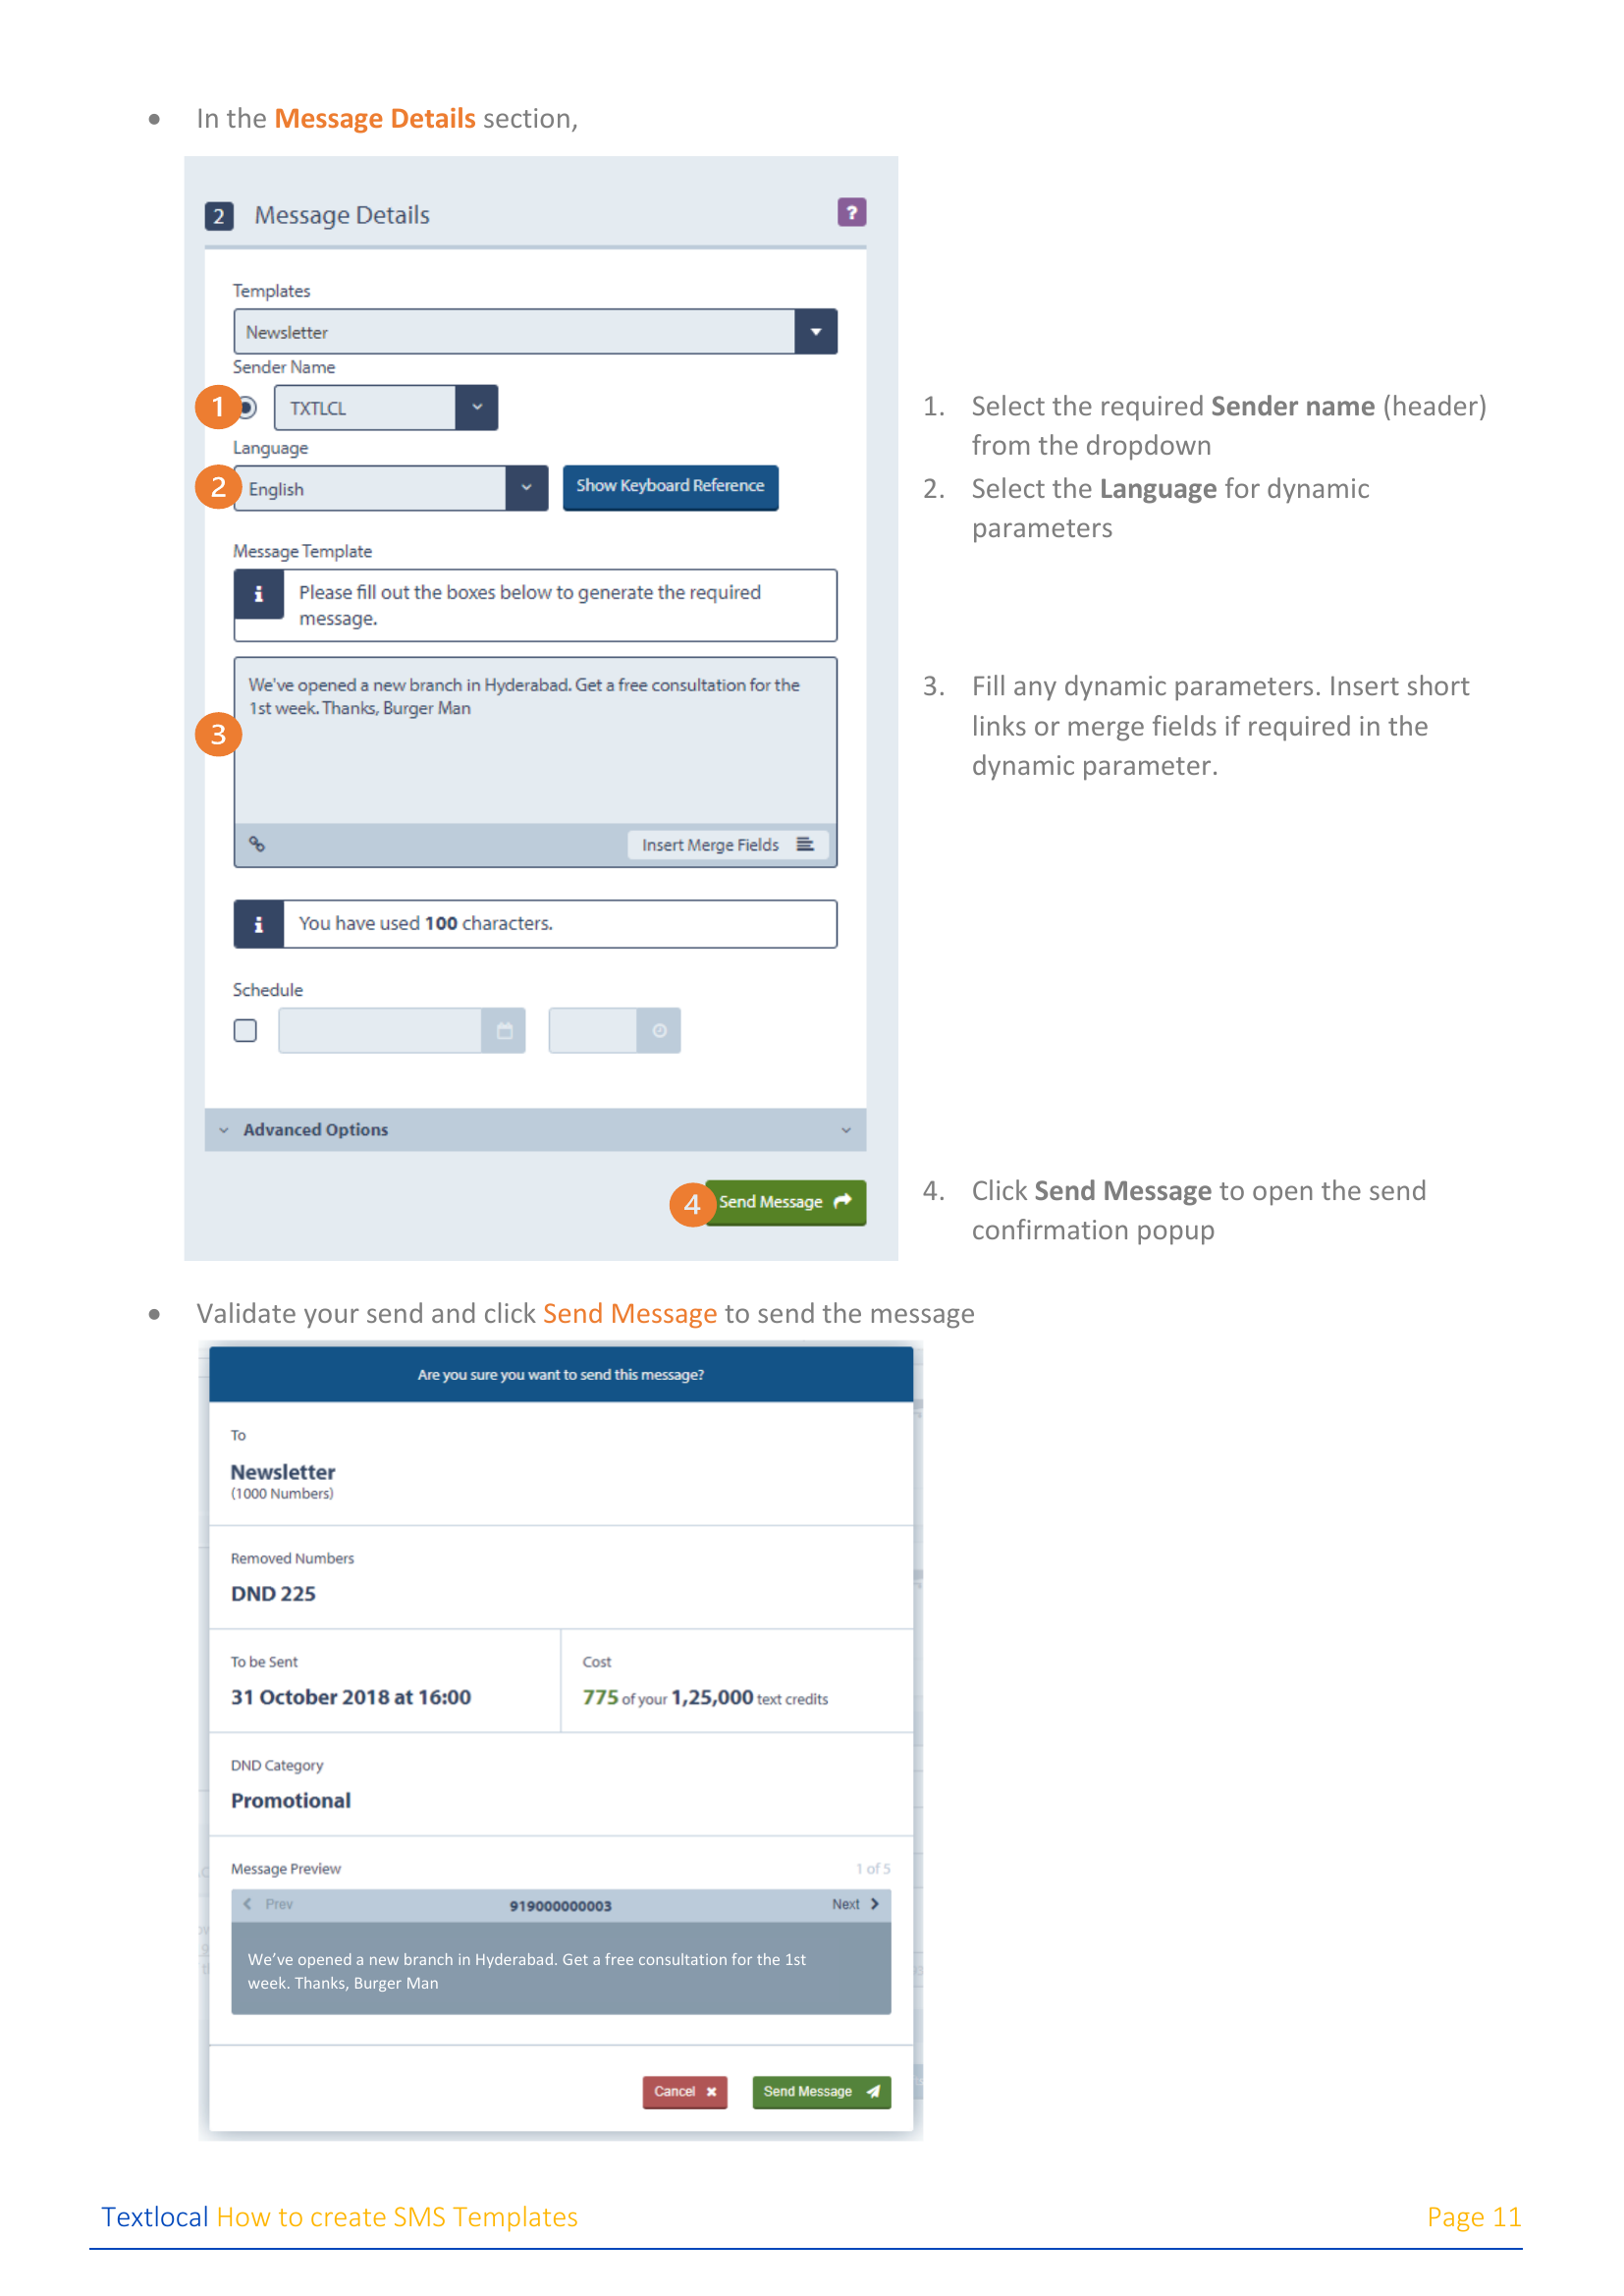 • In the Message Details section,
2 Message Details ?
Templates
Newsletter
Sender Name
1 TXTLCL
Language
2 English Show Keyboard Reference
Message Template
i Please fill out the boxes below to generate the required
message.
We've opened a new branch in Hyderabad. Get a free consultation for the
1st week. Thanks, Burger Man
3
Insert Merge Fields
i You have used 100 characters.
Schedule
Advanced Options
4 Send Message
1. Select the required Sender name (header)
from the dropdown
2. Select the Language for dynamic
parameters
3. Fill any dynamic parameters. Insert short
links or merge fields if required in the
dynamic parameter.
4. Click Send Message to open the send
confirmation popup
• Validate your send and click Send Message to send the message
Are you sure you want to send this message?
To
Newsletter
(1000 Numbers)
Removed Numbers
DND 225
To be Sent
31 October 2018 at 16:00
Cost
775 of your 1,25,000 text credits
DND Category
Promotional
Message Preview 1 of 5
Prev 919000000003 Next
We've opened a new branch in Hyderabad. Get a free consultation for the 1st
week. Thanks, Burger Man
Cancel Send Message
Textlocal How to create SMS Templates Page 11